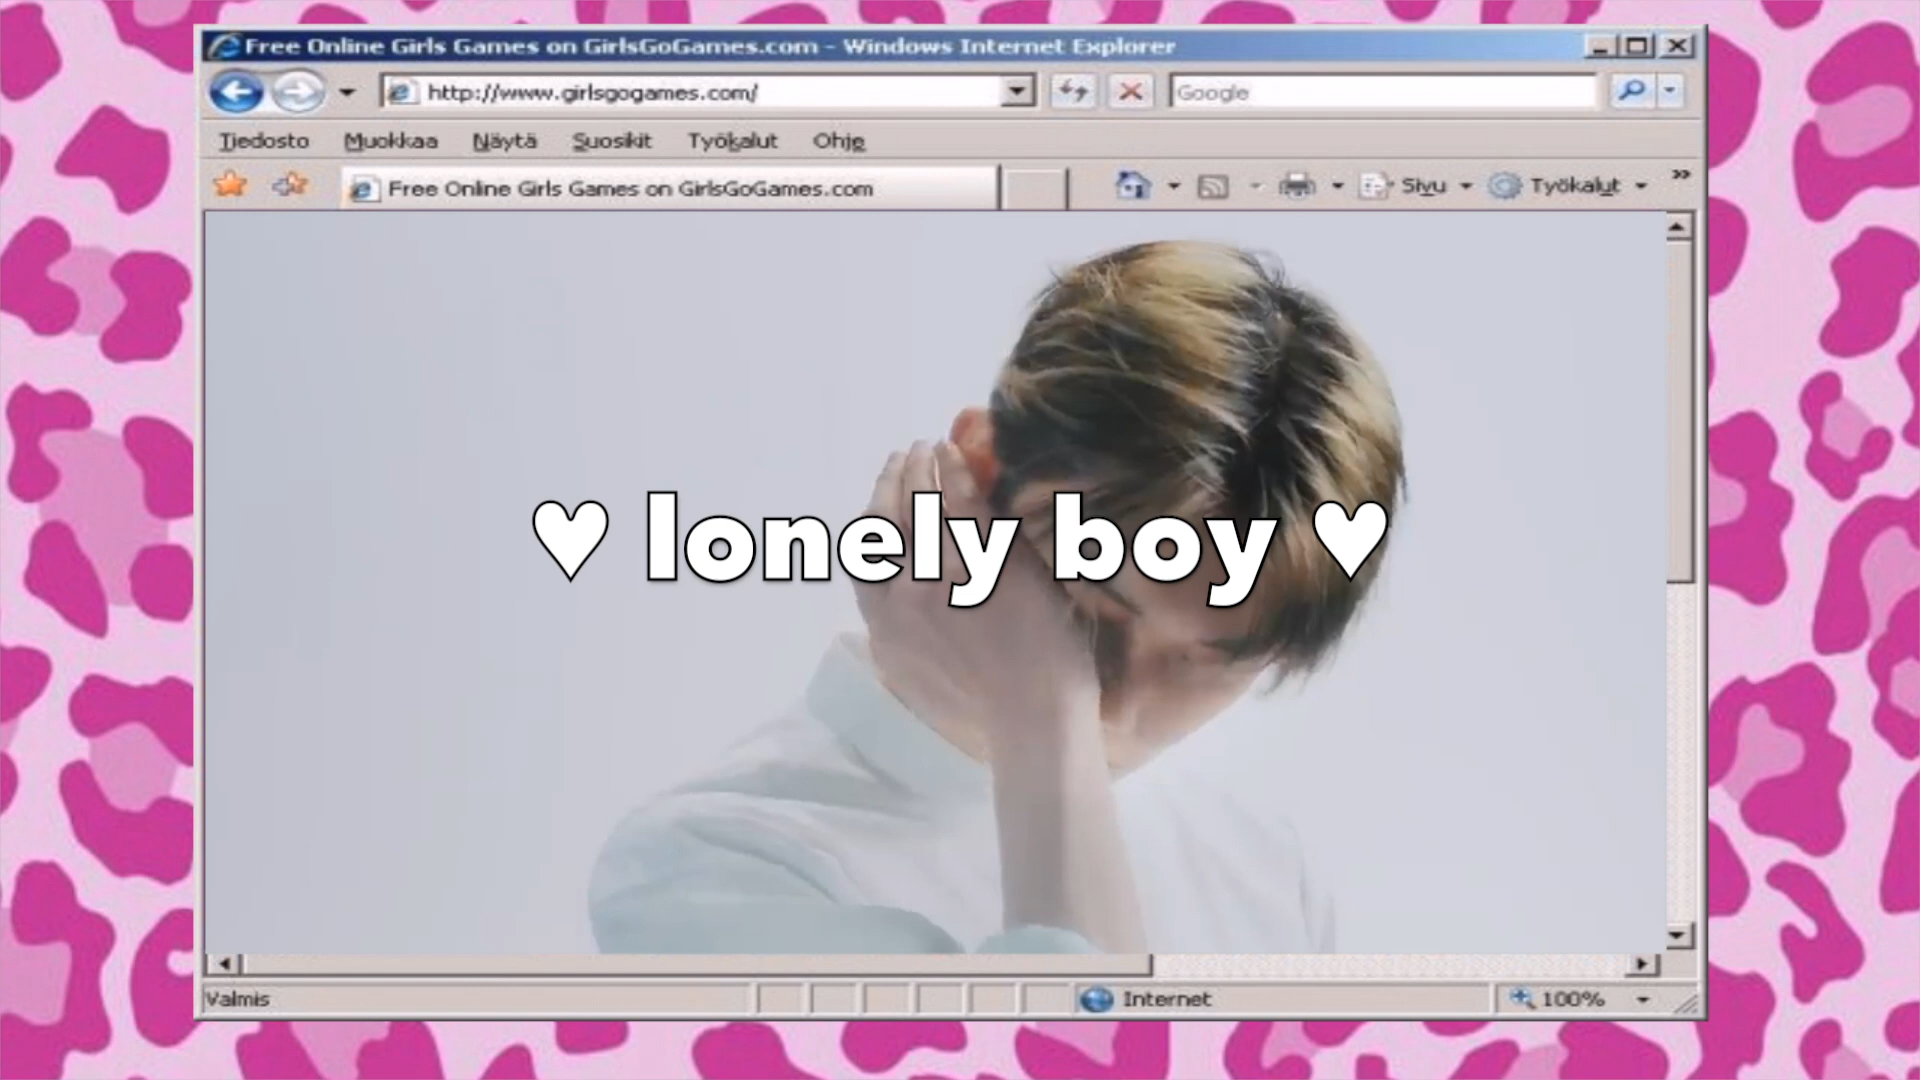 Free Online Girls Games on GirlsGoGames.com - Windows Internet Explorer
http://www.girlsgogames.com/
Google
Tiedosto Muokkaa Näytä Suosikit Työkalut Ohje
Free Online Girls Games on GirlsGoGames.com
Sivu Työkalut »
♥ lonely boy ♥
Valmis
Internet
100%